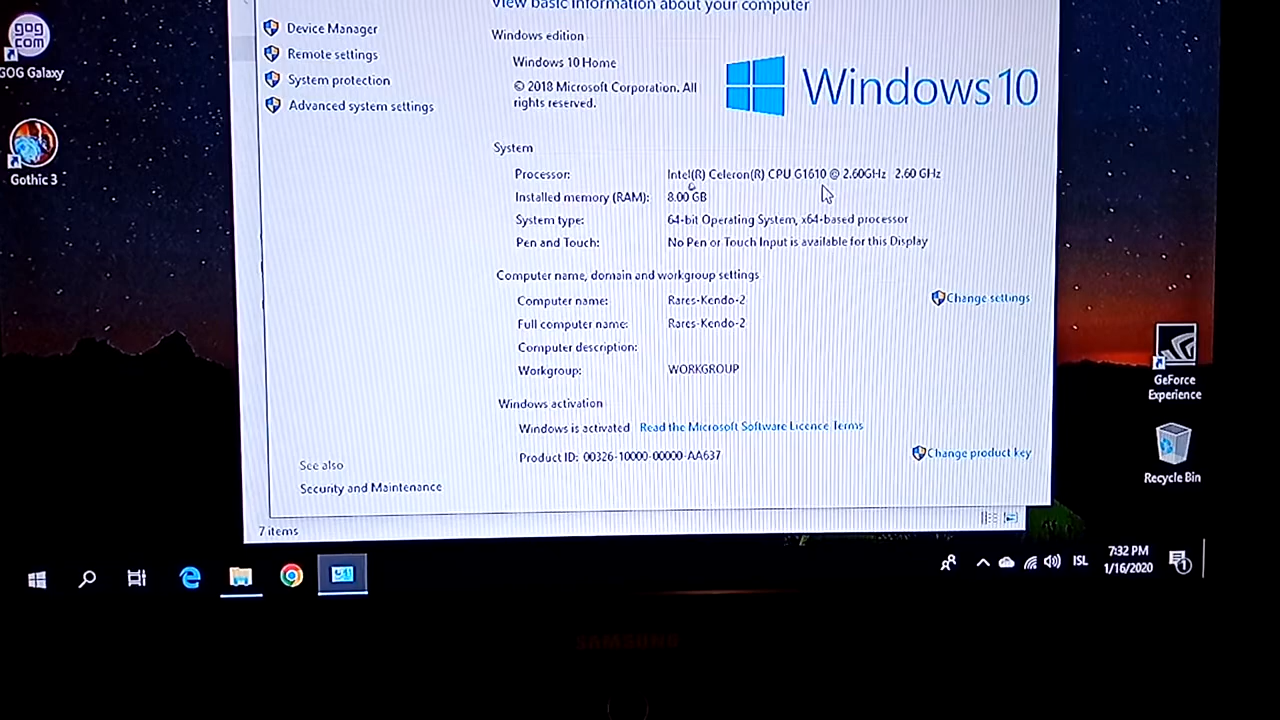 View basic information about your computer
gog
com
GOG Galaxy
Gothic 3
Device Manager
Remote settings
System protection
Advanced system settings
Windows edition
Windows 10 Home
© 2018 Microsoft Corporation. All
rights reserved.
Windows 10
System
Processor: Intel(R) Celeron(R) CPU G1610 @ 2.60GHz 2.60 GHz
Installed memory (RAM): 8.00 GB
System type: 64-bit Operating System, x64-based processor
Pen and Touch: No Pen or Touch Input is available for this Display
Computer name, domain and workgroup settings
Computer name: Rares-Kendo-2
Change settings
Full computer name: Rares-Kendo-2
Computer description:
Workgroup: WORKGROUP
Windows activation
Windows is activated Read the Microsoft Software Licence Terms
Product ID: 00326-10000-00000-AA637
Change product key
See also
Security and Maintenance
7 items
GeForce
Experience
Recycle Bin
ISL
7:32 PM
1/16/2020
1
SAMSUNG